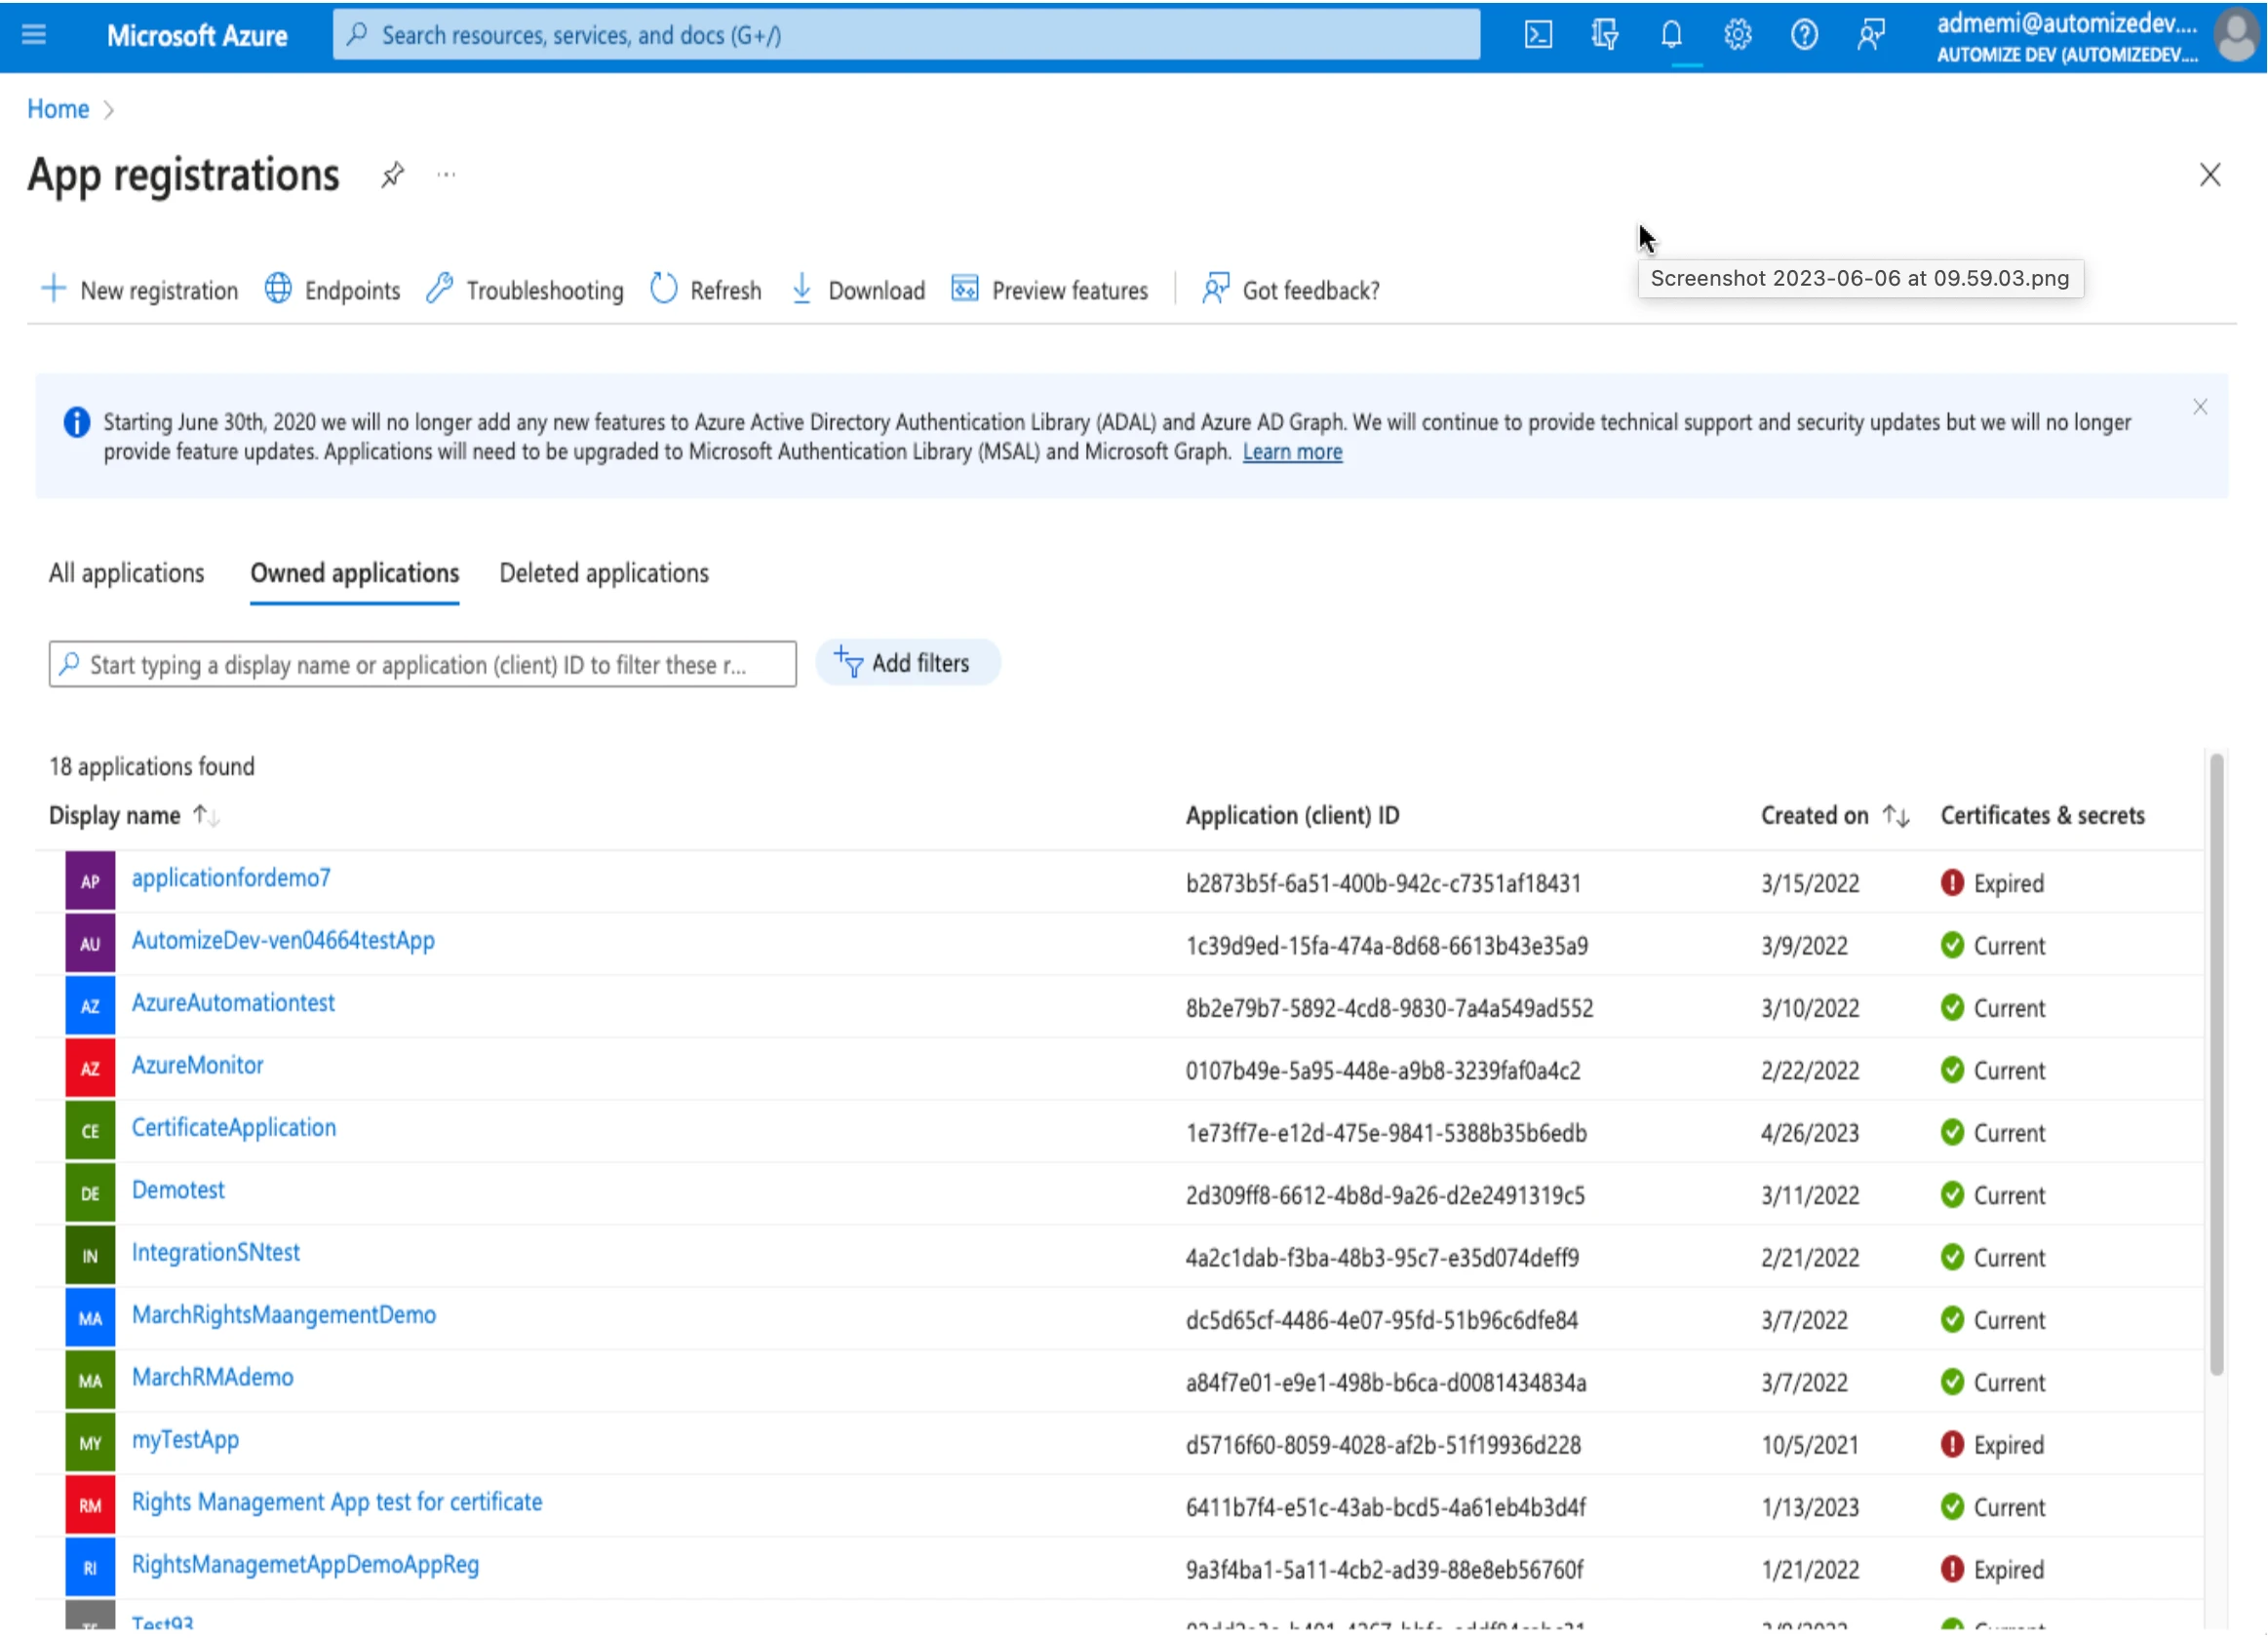 Microsoft Azure
Search resources, services, and docs (G+/)
admemi@automizedev....
AUTOMIZE DEV (AUTOMIZEDEV....
Home
App registrations
...
New registration
Endpoints
Troubleshooting
Refresh
Download
Preview features
Got feedback?
Screenshot 2023-06-06 at 09.59.03.png
Starting June 30th, 2020 we will no longer add any new features to Azure Active Directory Authentication Library (ADAL) and Azure AD Graph. We will continue to provide technical support and security updates but we will no longer
provide feature updates. Applications will need to be upgraded to Microsoft Authentication Library (MSAL) and Microsoft Graph. Learn more
All applications Owned applications Deleted applications
Start typing a display name or application (client) ID to filter these r...
Add filters
18 applications found
Display name Application (client) ID Created on Certificates & secrets
AP applicationfordemo7 b2873b5f-6a51-400b-942c-c7351af18431 3/15/2022 Expired
AU AutomizeDev-ven04664testApp 1c39d9ed-15fa-474a-8d68-6613b43e35a9 3/9/2022 Current
AZ AzureAutomationtest 8b2e79b7-5892-4cd8-9830-7a4a549ad552 3/10/2022 Current
AZ AzureMonitor 0107b49e-5a95-448e-a9b8-3239faf0a4c2 2/22/2022 Current
CE CertificateApplication 1e73ff7e-e12d-475e-9841-5388b35b6edb 4/26/2023 Current
DE Demotest 2d309ff8-6612-4b8d-9a26-d2e2491319c5 3/11/2022 Current
IN IntegrationSNtest 4a2c1dab-f3ba-48b3-95c7-e35d074deff9 2/21/2022 Current
MA MarchRightsMaangementDemo dc5d65cf-4486-4e07-95fd-51b96c6dfe84 3/7/2022 Current
MA MarchRMAdemo a84f7e01-e9e1-498b-b6ca-d0081434834a 3/7/2022 Current
MY myTestApp d5716f60-8059-4028-af2b-51f19936d228 10/5/2021 Expired
RM Rights Management App test for certificate 6411b7f4-e51c-43ab-bcd5-4a61eb4b3d4f 1/13/2023 Current
RI RightsManagemetAppDemoAppReg 9a3f4ba1-5a11-4cb2-ad39-88e8eb56760f 1/21/2022 Expired
Test93